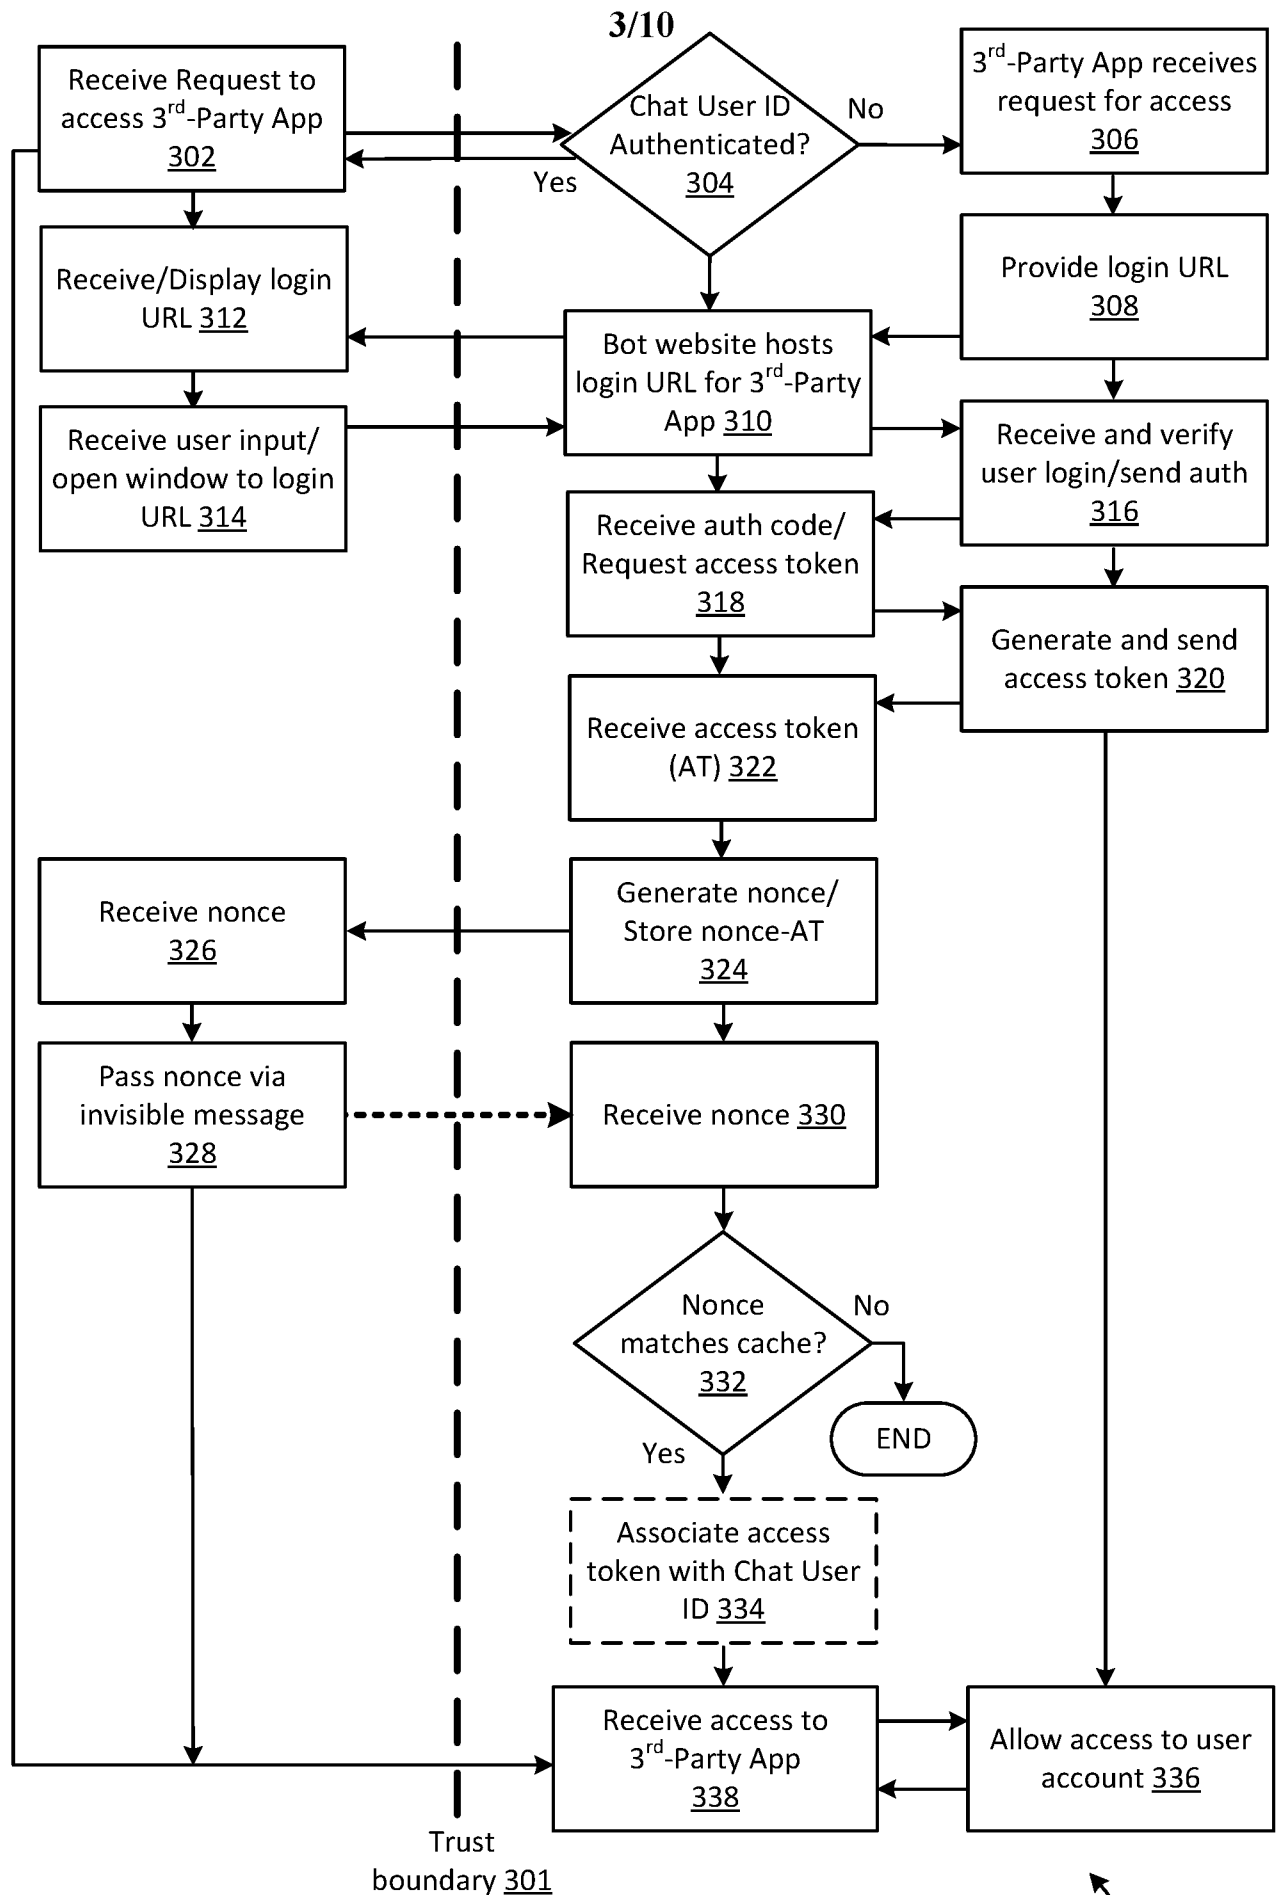 3/10
Receive Request to
access 3rd-Party App
302
Chat User ID
Authenticated?
304
No
Yes
3rd-Party App receives
request for access
306
Receive/Display login
URL 312
Provide login URL
308
Bot website hosts
login URL for 3rd-Party
App 310
Receive user input/
open window to login
URL 314
Receive and verify
user login/send auth
316
Receive auth code/
Request access token
318
Generate and send
access token 320
Receive access token
(AT) 322
Generate nonce/
Store nonce-AT
324
Receive nonce
326
Pass nonce via
invisible message
328
Receive nonce 330
Nonce
matches cache?
332
No
END
Yes
Associate access
token with Chat User
ID 334
Receive access to
3rd-Party App
338
Allow access to user
account 336
Trust
boundary 301